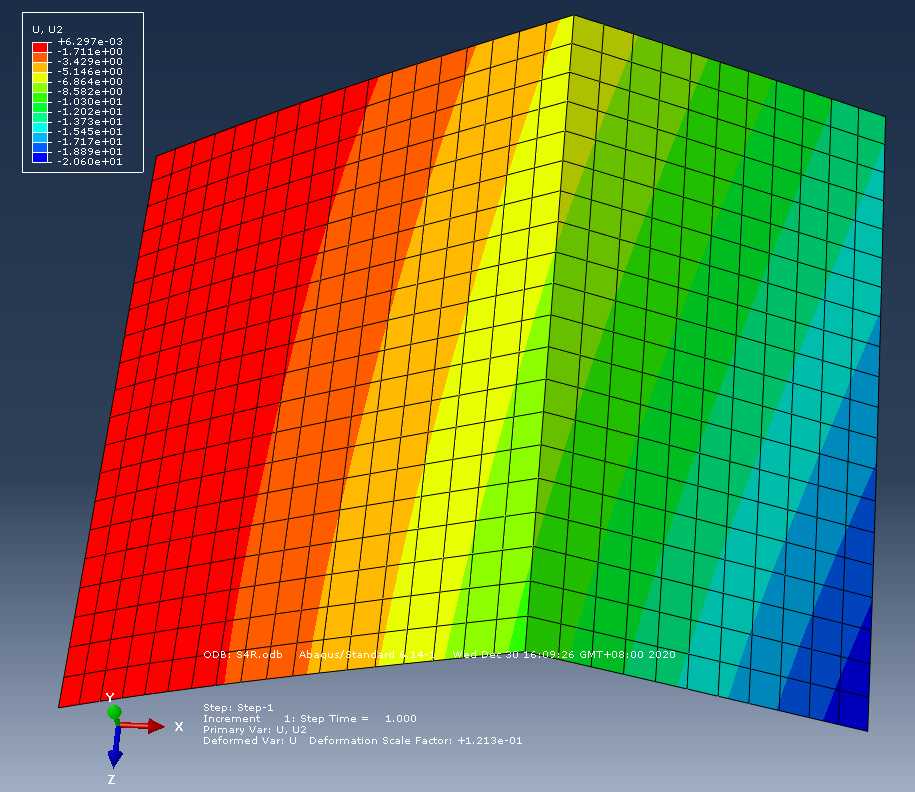 U, U2
+6.297e-03
-1.711e+00
-3.429e+00
-5.146e+00
-6.864e+00
-8.582e+00
-1.030e+01
-1.202e+01
-1.373e+01
-1.545e+01
-1.717e+01
-1.889e+01
-2.060e+01
ODB: S4R.odb Abaqus/Standard Wed Dec 30 16:09:26 GMT+08:00 2020
Y
X
Z
Step: Step-1
Increment 1: Step Time = 1.000
Primary Var: U, U2
Deformed Var: U Deformation Scale Factor: +1.213e-01